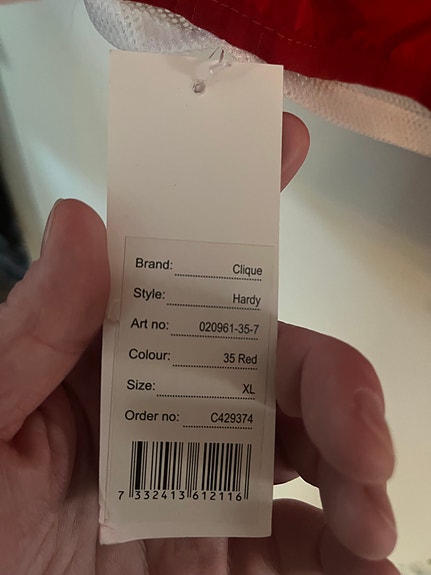 Brand: Clique
Style: Hardy
Art no: 020961-35-7
Colour: 35 Red
Size: XL
Order no: C429374
7 332413 612116